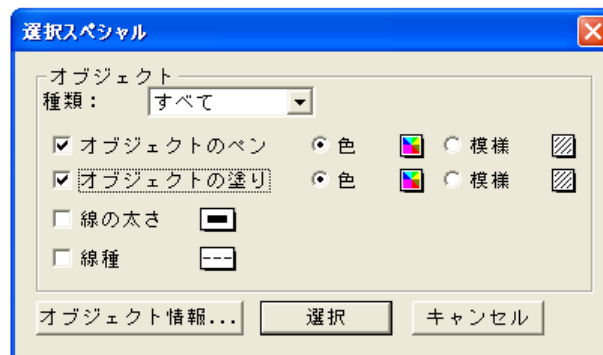 選択スペシャル
オブジェクト
種類： すべて
オブジェクトのペン 色 模様
オブジェクトの塗り 色 模様
線の太さ
線種
オブジェクト情報... 選択 キャンセル